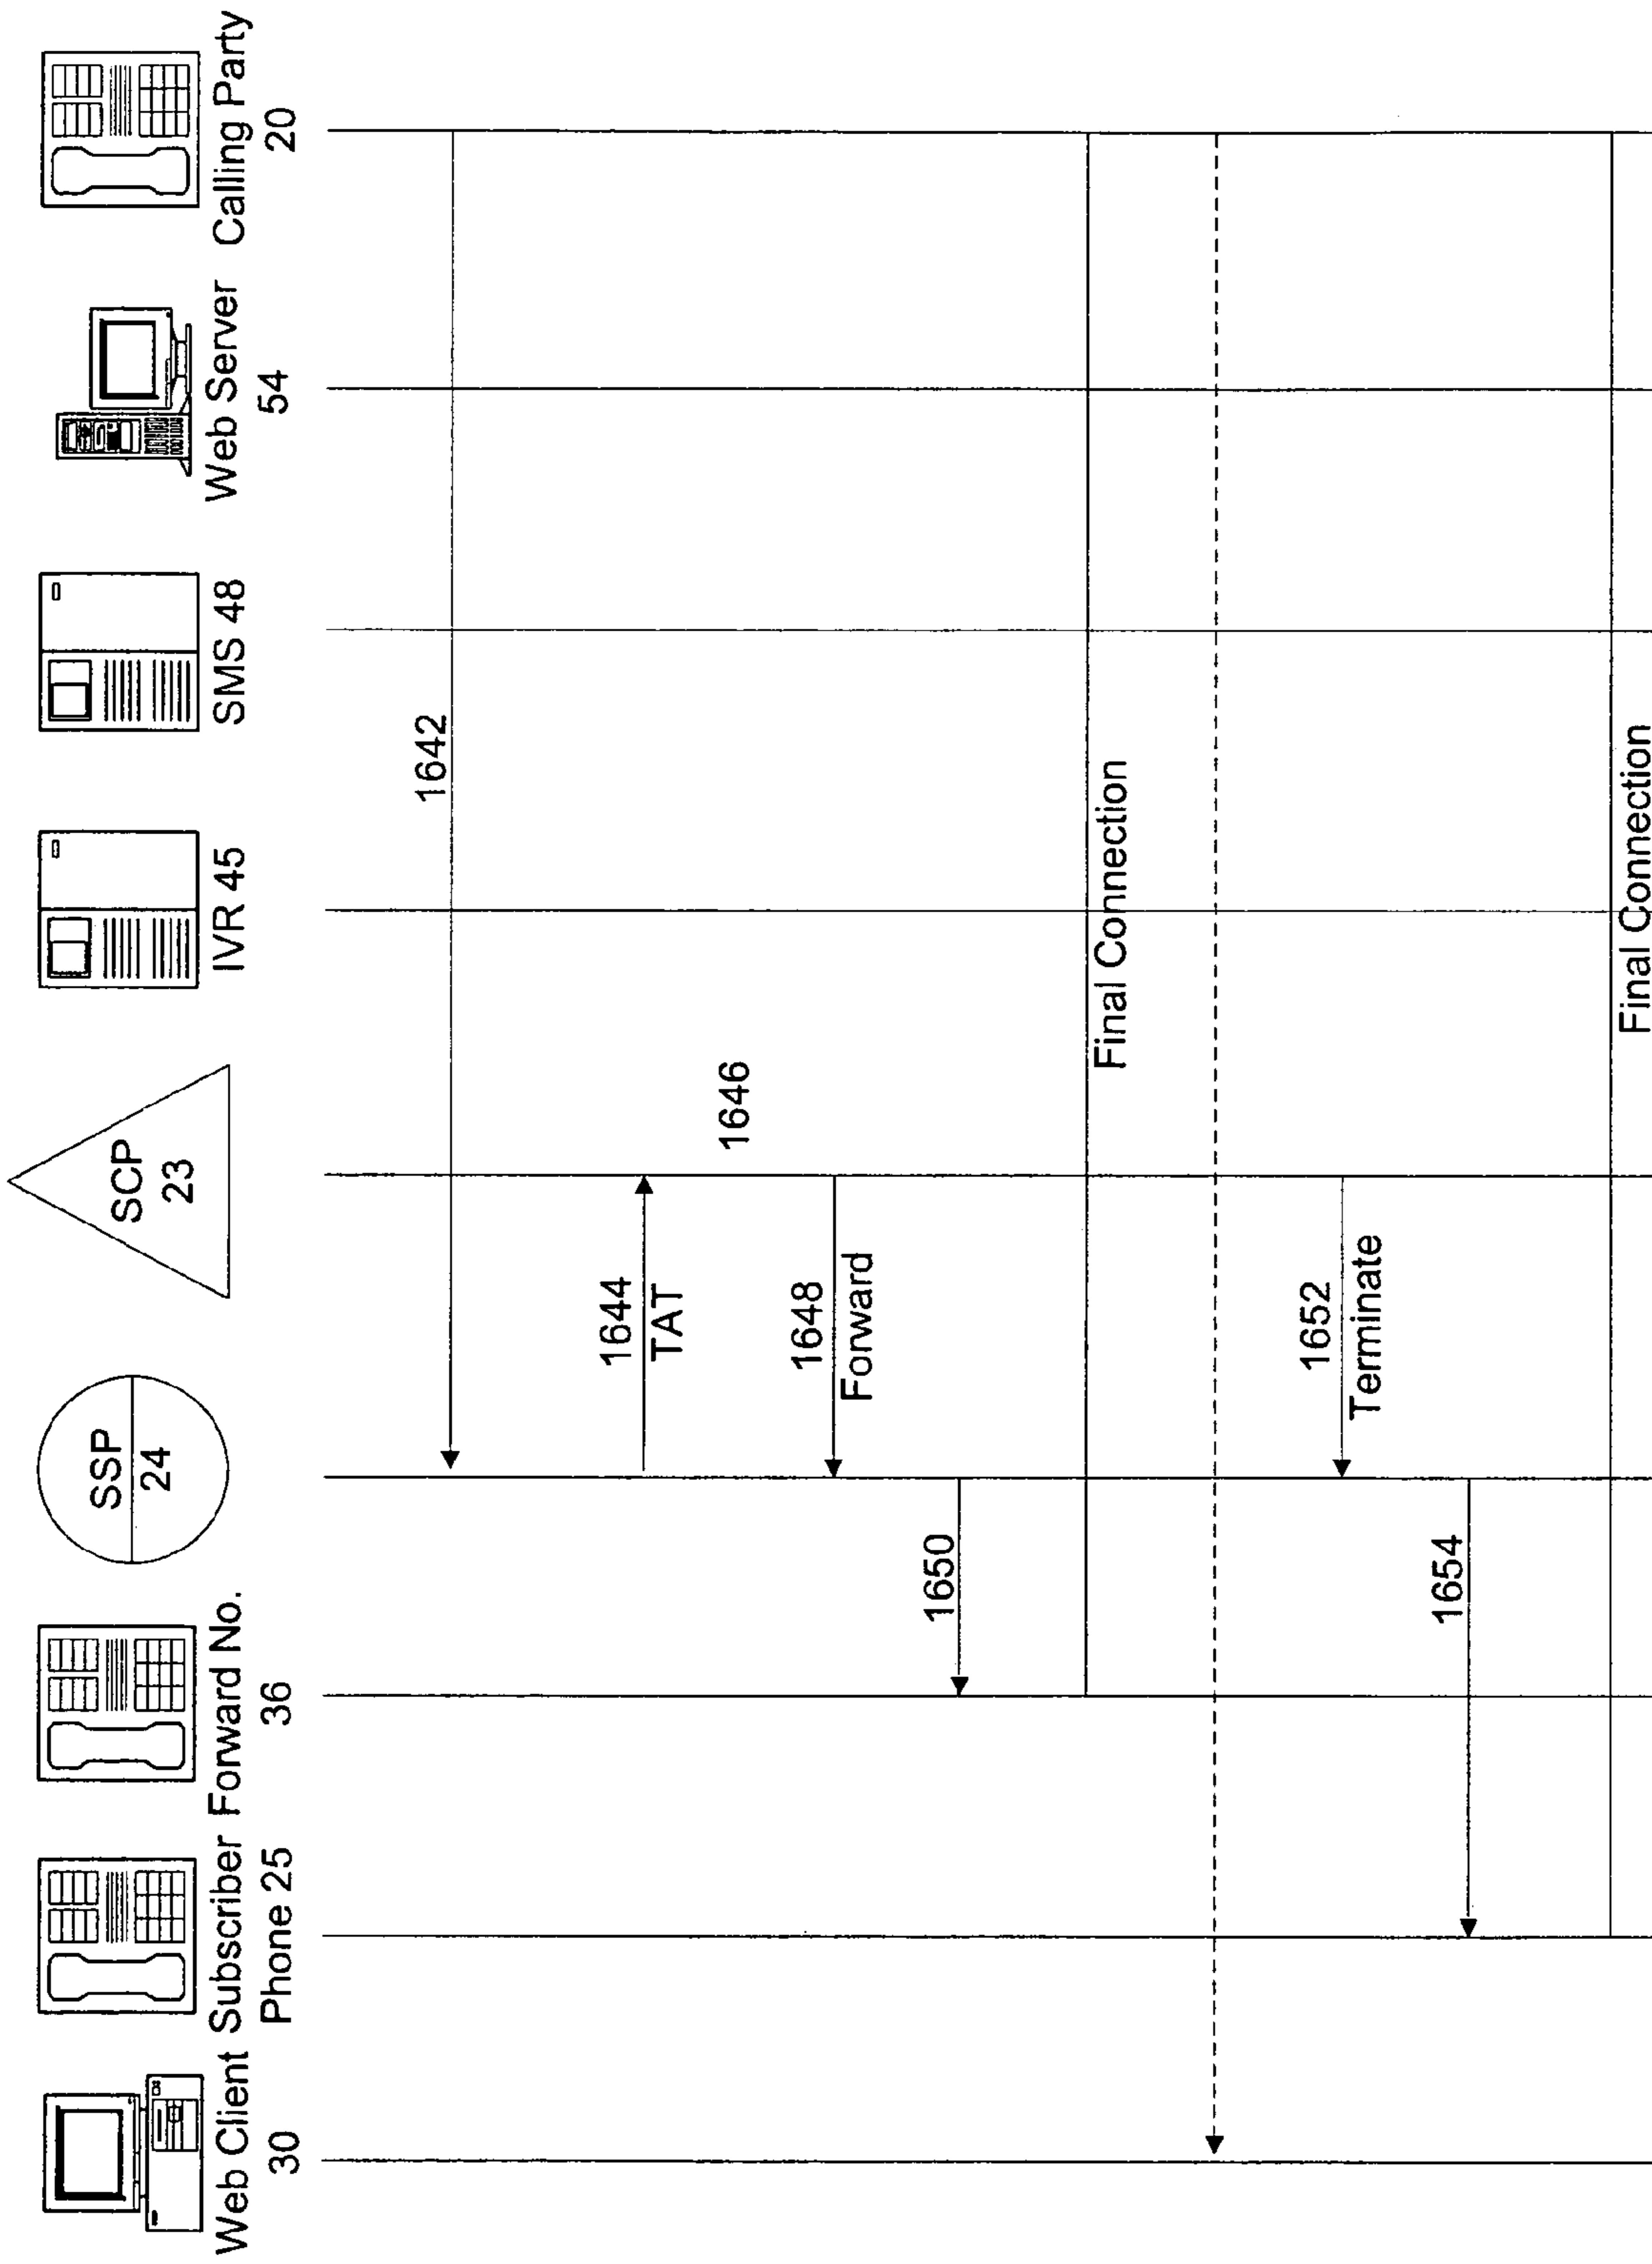 Web Client
30
Subscriber
Phone 25
Forward No.
36
SSP
24
SCP
23
IVR 45
SMS 48
Web Server
54
Calling Party
20
1642
1644
TAT
1646
1648
Forward
1650
Final Connection
1652
Terminate
1654
Final Connection